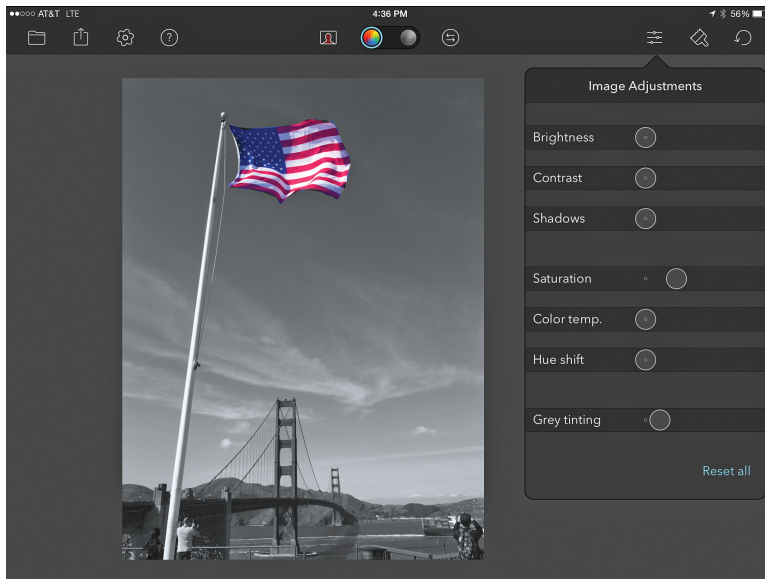 AT&T LTE 4:36 PM 56%
?
Image Adjustments
Brightness
Contrast
Shadows
Saturation
Color temp.
Hue shift
Grey tinting
Reset all